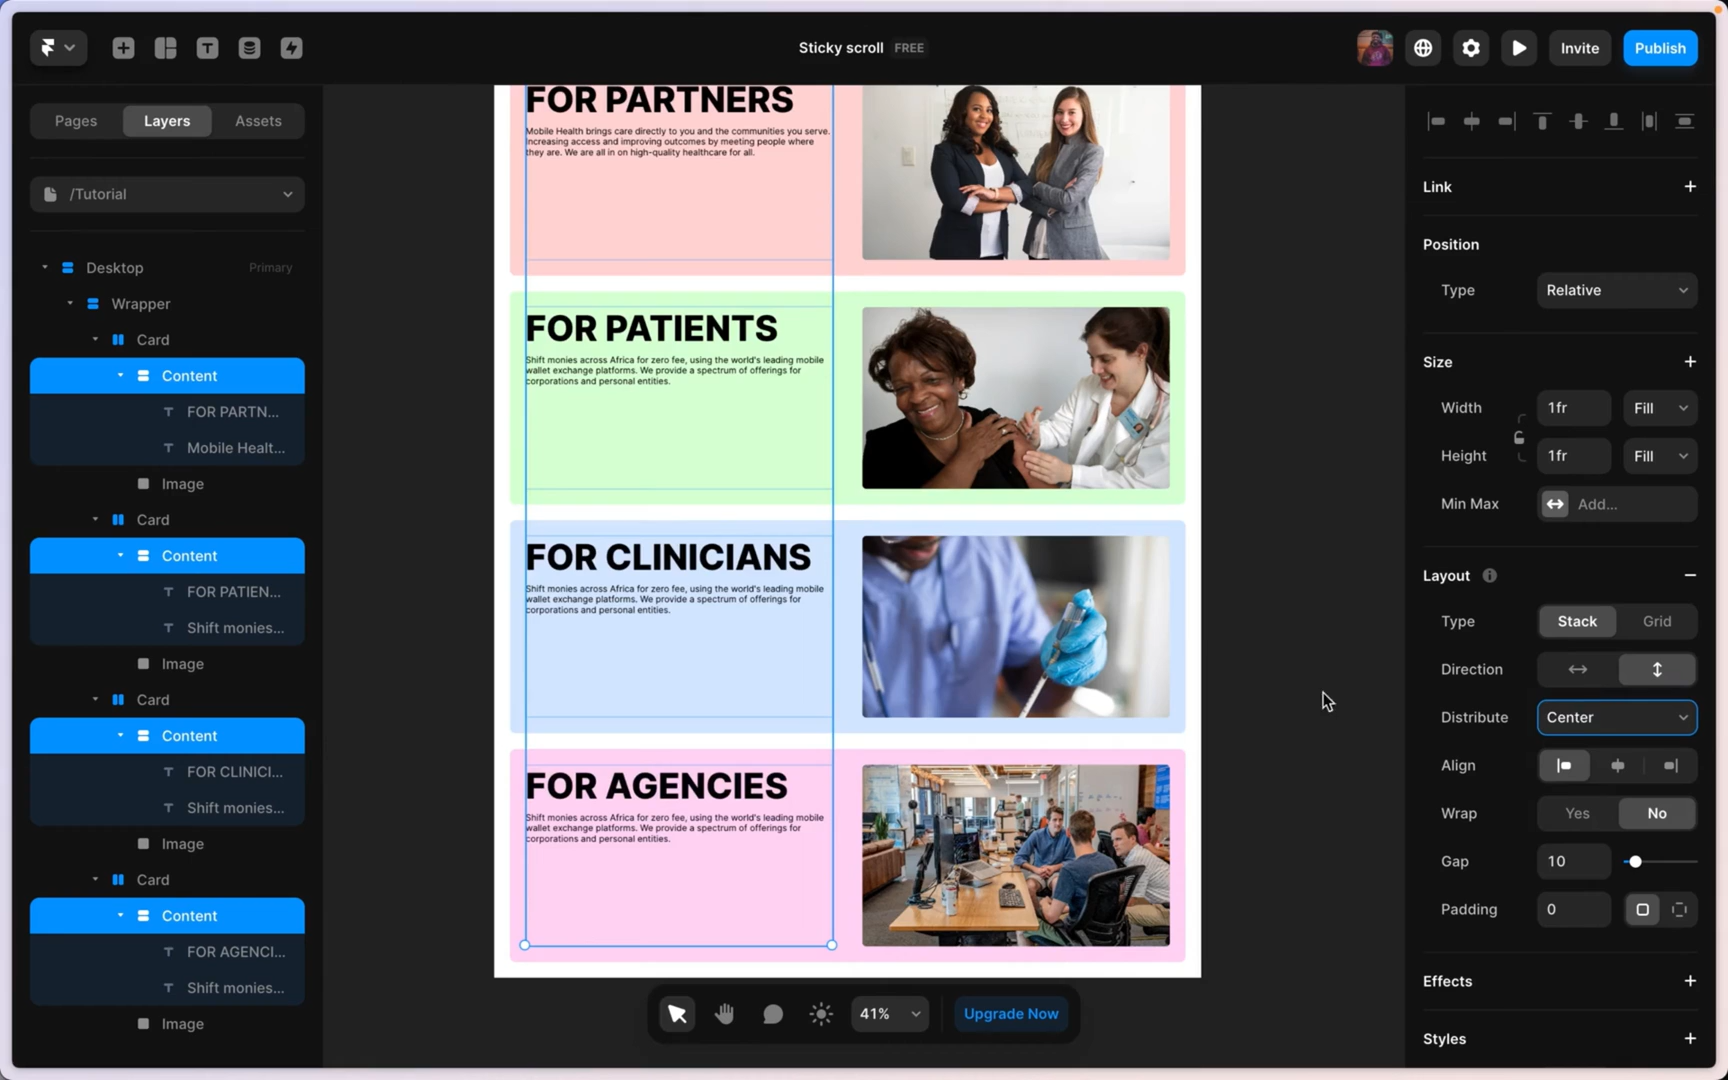 Sticky scroll FREE
Invite
Publish
Pages
Layers
Assets
/Tutorial
Desktop
Primary
Wrapper
Card
Content
FOR PARTN...
Mobile Healt...
Image
Card
Content
FOR PATIEN...
Shift monies...
Image
Card
Content
FOR CLINICI...
Shift monies...
Image
Card
Content
FOR AGENCI...
Shift monies...
Image
FOR PARTNERS
Mobile Health brings care directly to you and the communities you serve.
Increasing access and improving outcomes by meeting people where
they are. We are all in on high-quality healthcare for all.
FOR PATIENTS
Shift monies across Africa for zero fee, using the world's leading mobile
wallet exchange platforms. We provide a spectrum of offerings for
corporations and personal entities.
FOR CLINICIANS
Shift monies across Africa for zero fee, using the world's leading mobile
wallet exchange platforms. We provide a spectrum of offerings for
corporations and personal entities.
FOR AGENCIES
Shift monies across Africa for zero fee, using the world's leading mobile
wallet exchange platforms. We provide a spectrum of offerings for
corporations and personal entities.
41%
Upgrade Now
Link
Position
Type Relative
Size
Width 1fr Fill
Height 1fr Fill
Min Max Add...
Layout
Type Stack Grid
Direction
Distribute Center
Align
Wrap Yes No
Gap 10
Padding 0
Effects
Styles